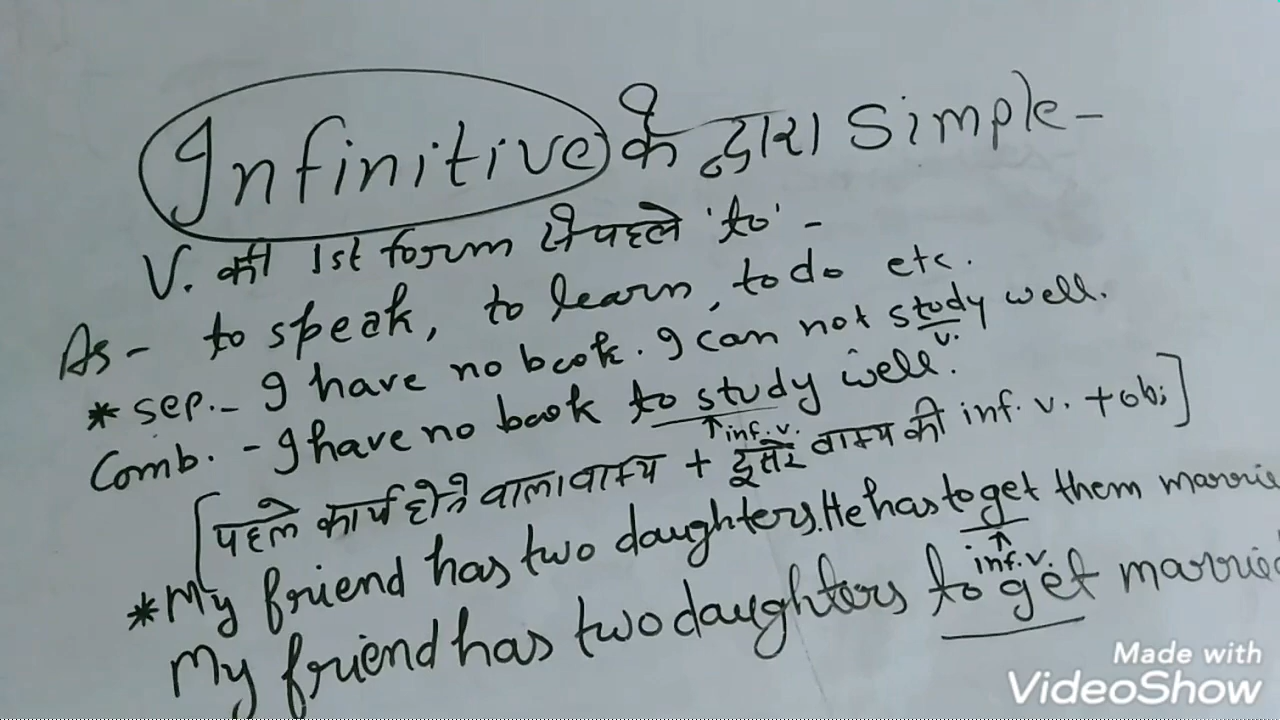 Infinitive के द्वारा Simple-
V. की 1st form से पहले 'to' -
As - to speak, to learn, to do etc.
* sep. - I have no book. I can not study well.
v.
Comb. - I have no book to study well.
↑inf. v.
[पहले कार्य होने वाला वाक्य + दूसरे वाक्य की inf. v. + obj]
* My friend has two daughters. He has to get them marrie
↑
inf. v.
My friend has two daughters to get married
Made with
VideoShow